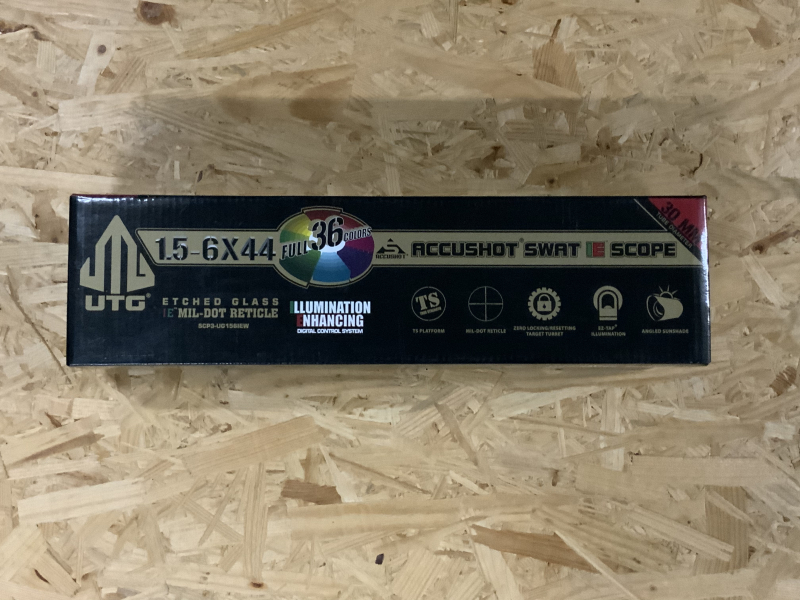 UTG®
1.5-6X44
FULL 36 COLORS
ACCUSHOT
ACCUSHOT® SWAT IE SCOPE
30 MM
ETCHED GLASS
IE™ MIL-DOT RETICLE
SCP3-U0156IEW
ILLUMINATION
ENHANCING
DIGITAL CONTROL SYSTEM
TS
TS PLATFORM
MIL-DOT RETICLE
ZERO LOCKING/RESETTING
TARGET TURRET
EZ-TAP®
ILLUMINATION
ANGLED SUNSHADE